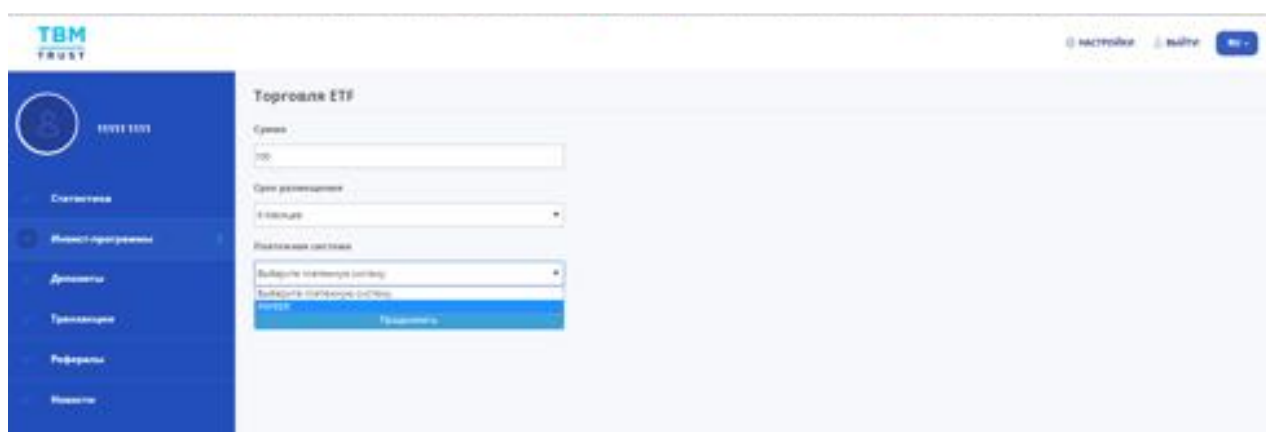 TBM
TRUST
НАСТРОЙКИ
ВЫЙТИ
RU
Торговля ETF
Сумма
100
Срок размещения
Платежная система
Выберите платежную систему
Выберите платежную систему
Продолжить
Статистика
Инвест-программы
Депозиты
Транзакции
Рефералы
Новости